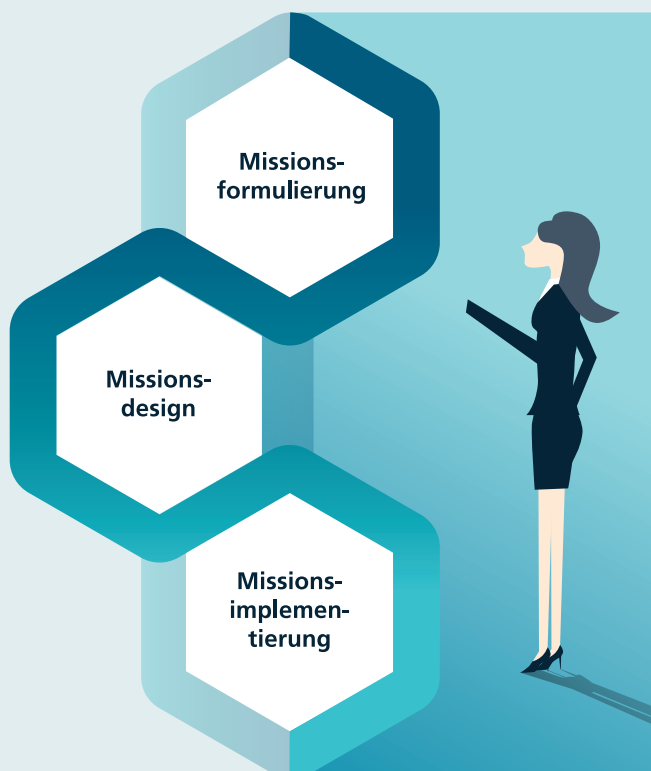 Missions-
formulierung
Missions-
design
Missions-
implemen-
tierung